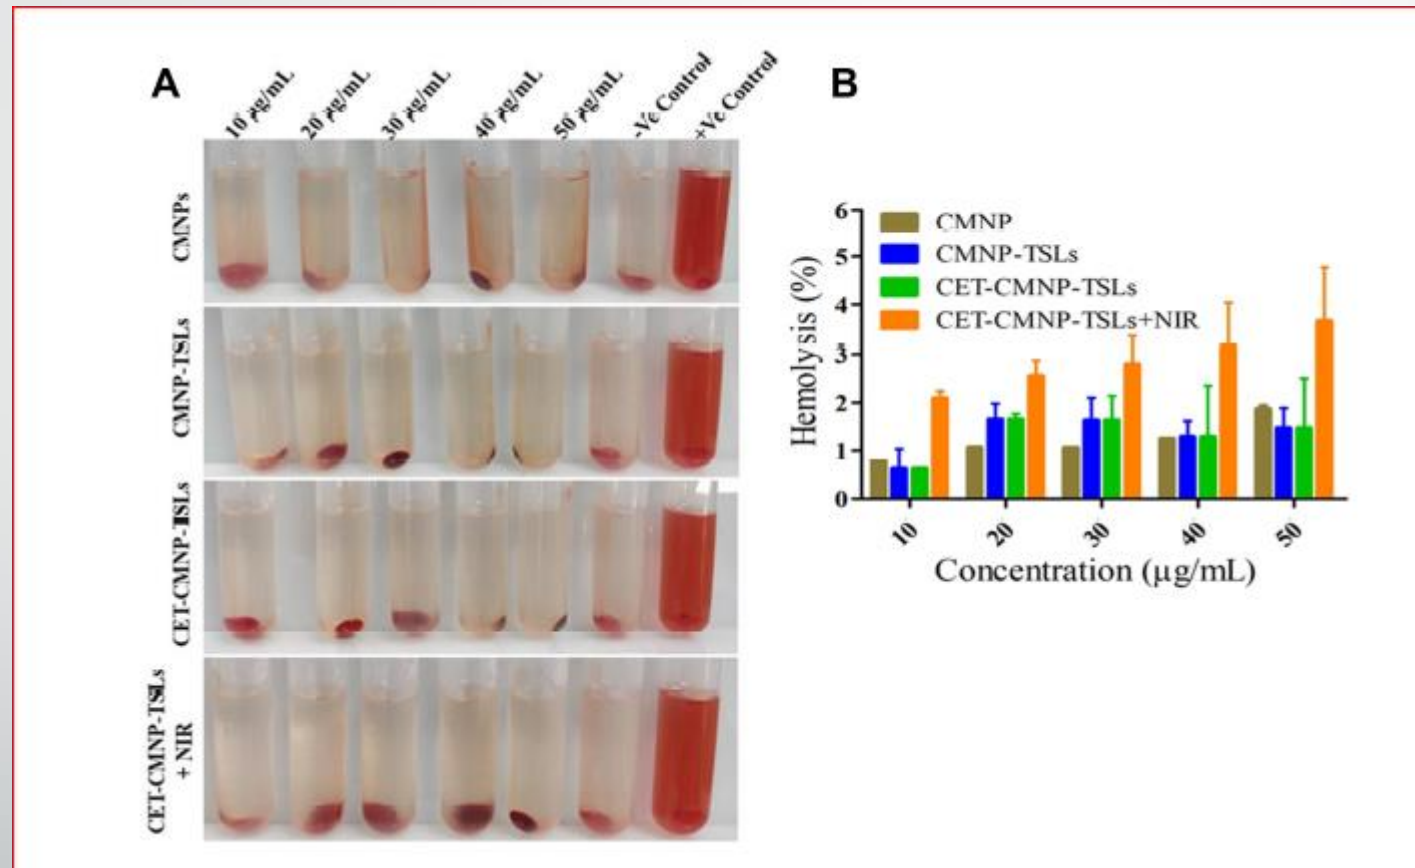 A
10 µg/mL
20 µg/mL
30 µg/mL
40 µg/mL
50 µg/mL
-Ve Control
+Ve Control
CMNPs
CMNP-TSLs
CET-CMNP-TSLs
CET-CMNP-TSLs
+ NIR
B
6
5
4
3
2
1
0
Hemolysis (%)
CMNP
CMNP-TSLs
CET-CMNP-TSLs
CET-CMNP-TSLs+NIR
10
20
30
40
50
Concentration (µg/mL)